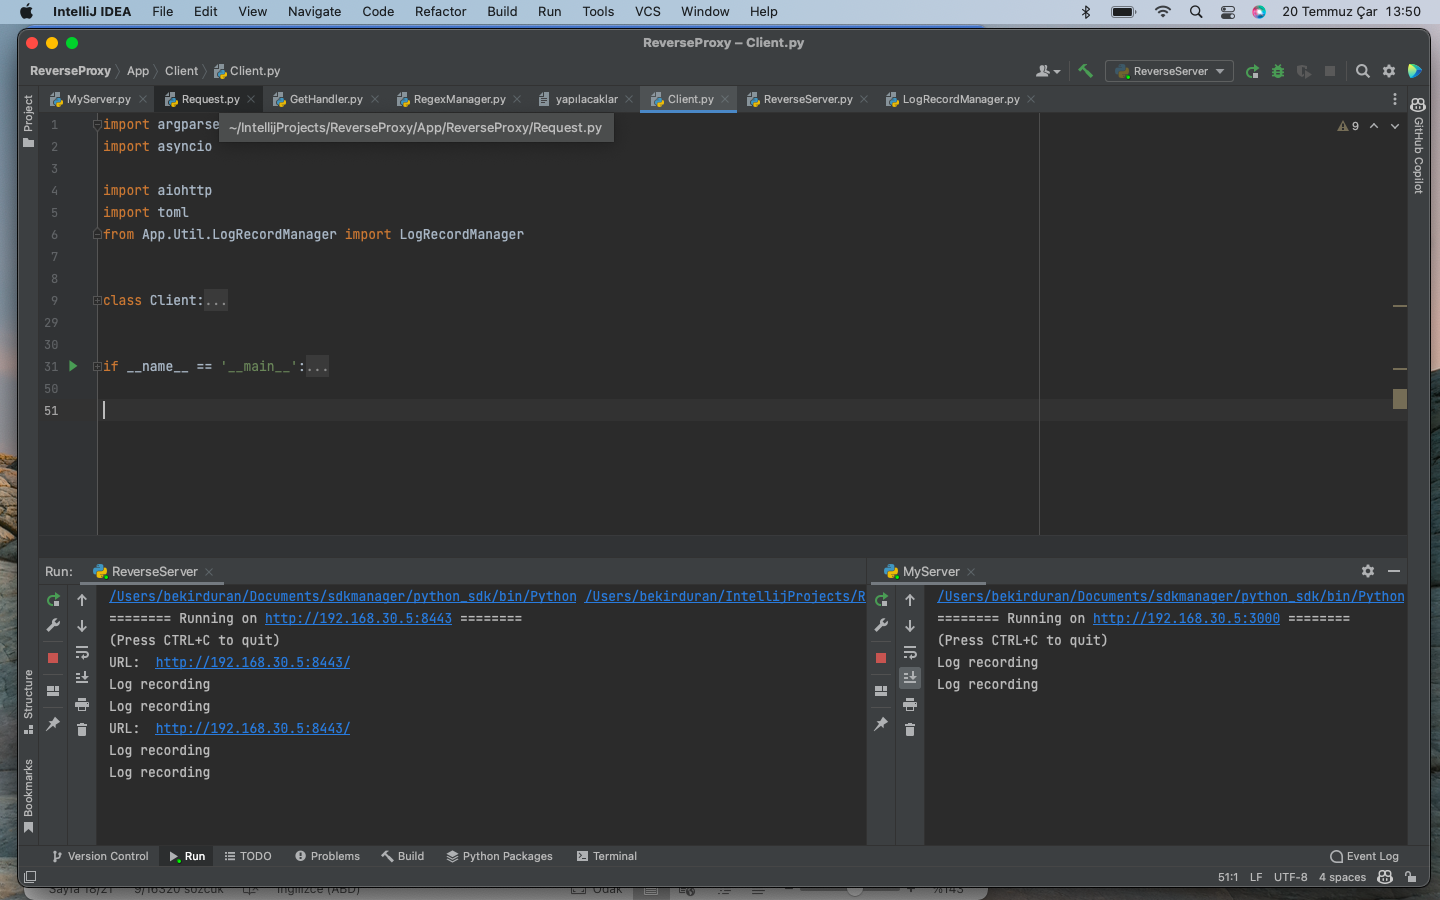 IntelliJ IDEA File Edit View Navigate Code Refactor Build Run Tools VCS Window Help 20 Temmuz Çar 13:50
ReverseProxy – Client.py
ReverseProxy App Client Client.py ReverseServer
MyServer.py Request.py GetHandler.py RegexManager.py yapılacaklar Client.py ReverseServer.py LogRecordManager.py
Project
GitHub Copilot
~/IntellijProjects/ReverseProxy/App/ReverseProxy/Request.py
9
1 import argparse
2 import asyncio
3
4 import aiohttp
5 import toml
6 from App.Util.LogRecordManager import LogRecordManager
7
8
9 class Client:...
29
30
31 if __name__ == '__main__':...
50
51
Run: ReverseServer
/Users/bekirduran/Documents/sdkmanager/python_sdk/bin/Python /Users/bekirduran/IntellijProjects/R
======== Running on http://192.168.30.5:8443 ========
(Press CTRL+C to quit)
URL: http://192.168.30.5:8443/
Log recording
Log recording
URL: http://192.168.30.5:8443/
Log recording
Log recording
MyServer
/Users/bekirduran/Documents/sdkmanager/python_sdk/bin/Python
======== Running on http://192.168.30.5:3000 ========
(Press CTRL+C to quit)
Log recording
Log recording
Structure
Bookmarks
Version Control Run TODO Problems Build Python Packages Terminal Event Log
51:1 LF UTF-8 4 spaces
Sayfa 18/21 9/16320 sözcük İngilizce (ABD) Odak %143